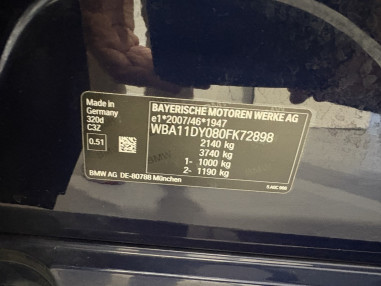 Made in
Germany
320d
C3Z
0.51
BAYERISCHE MOTOREN WERKE AG
e1*2007/46*1947
WBA11DY080FK72898
2140 kg
3740 kg
1- 1000 kg
2- 1190 kg
BMW AG DE-80788 München